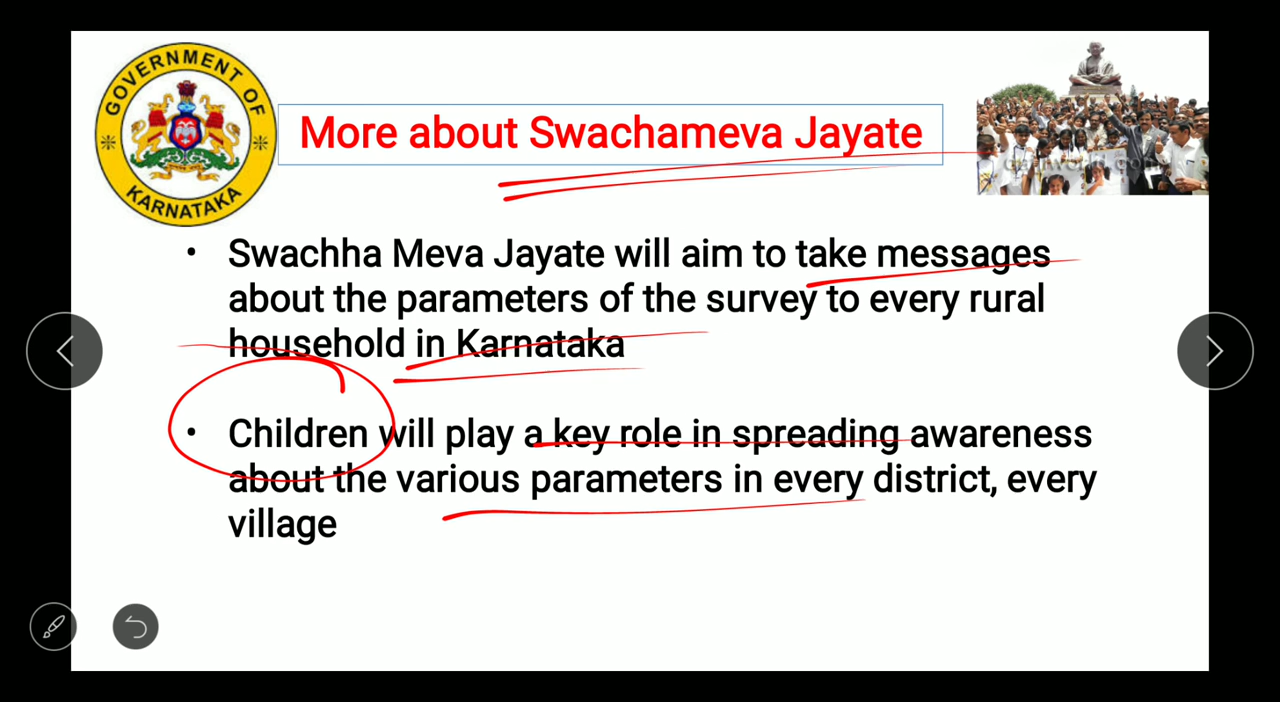 GOVERNMENT OF
KARNATAKA
More about Swachameva Jayate
• Swachha Meva Jayate will aim to take messages
about the parameters of the survey to every rural
household in Karnataka
• Children will play a key role in spreading awareness
about the various parameters in every district, every
village